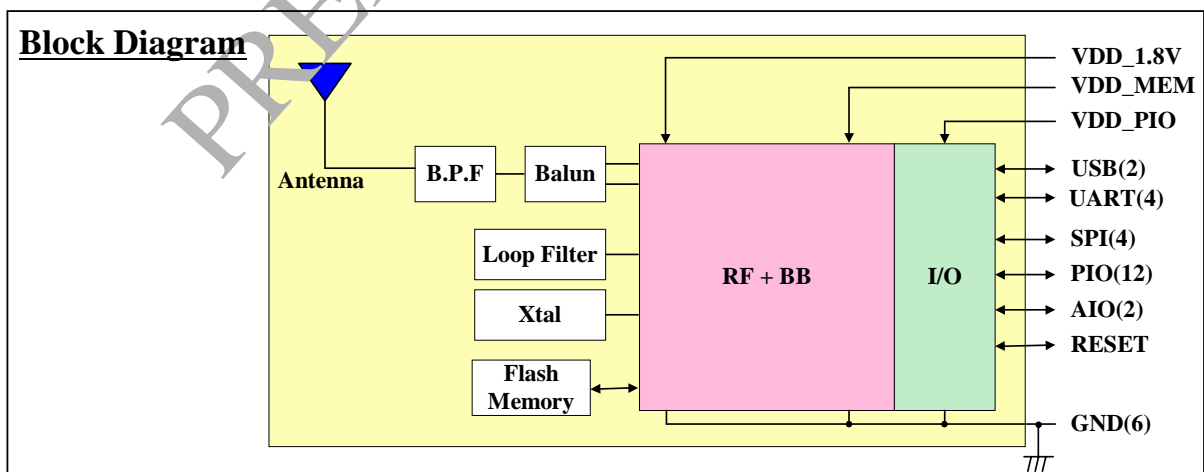 Block Diagram
PRE
VDD_1.8V
VDD_MEM
VDD_PIO
Antenna
B.P.F
Balun
USB(2)
UART(4)
Loop Filter
SPI(4)
RF + BB
I/O
PIO(12)
Xtal
AIO(2)
RESET
Flash
Memory
GND(6)